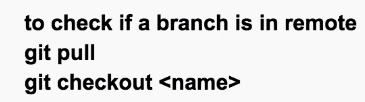 to check if a branch is in remote
git pull
git checkout <name>